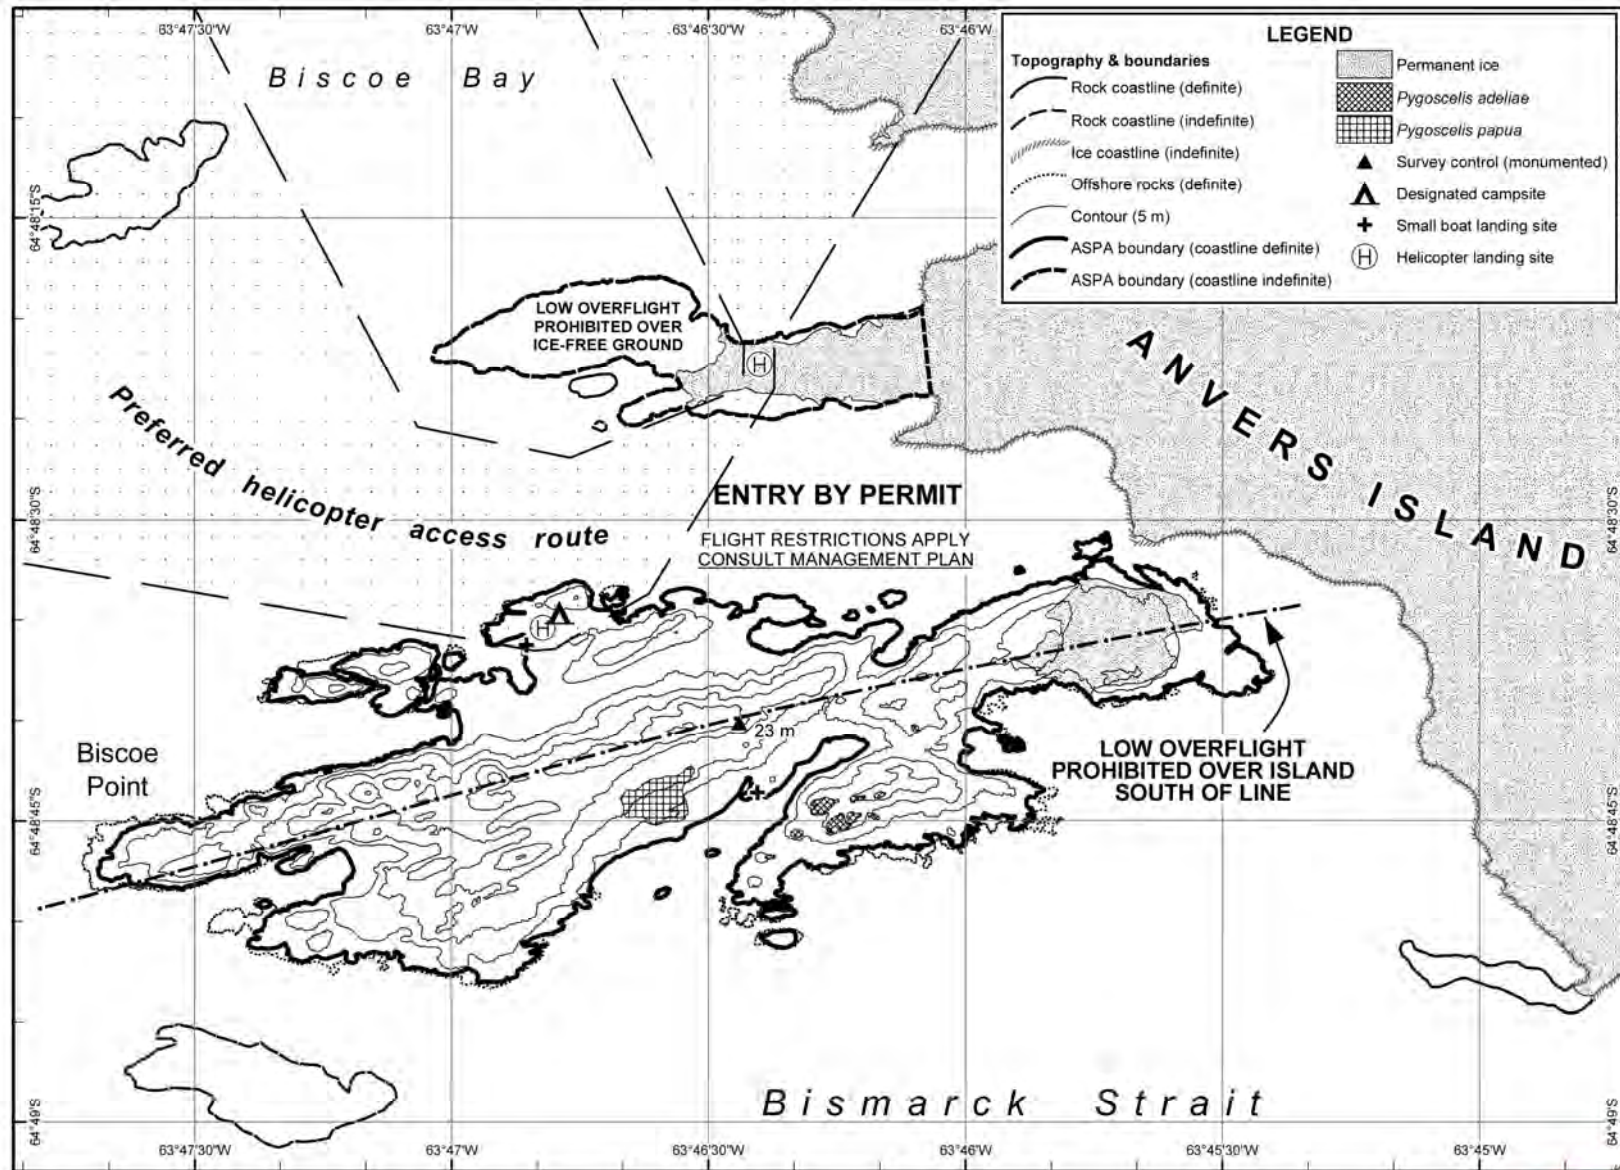 63°47'30"W
63°47'W
63°46'30"W
63°46'W
Biscoe Bay
LEGEND
Topography & boundaries
Rock coastline (definite)
Rock coastline (indefinite)
Ice coastline (indefinite)
Offshore rocks (definite)
Contour (5 m)
ASPA boundary (coastline definite)
ASPA boundary (coastline indefinite)
Permanent ice
Pygoscelis adeliae
Pygoscelis papua
Survey control (monumented)
Designated campsite
Small boat landing site
H
Helicopter landing site
64°48'15"S
LOW OVERFLIGHT
PROHIBITED OVER
ICE-FREE GROUND
H
ANVERS ISLAND
Preferred helicopter access route
ENTRY BY PERMIT
64°48'30"S
64°48'30"S
FLIGHT RESTRICTIONS APPLY
CONSULT MANAGEMENT PLAN
H
23 m
LOW OVERFLIGHT
PROHIBITED OVER ISLAND
SOUTH OF LINE
Biscoe
Point
64°48'45"S
64°48'45"S
Bismarck Strait
64°49'S
64°49'S
63°47'30"W
63°47'W
63°46'30"W
63°46'W
63°45'30"W
63°45'W